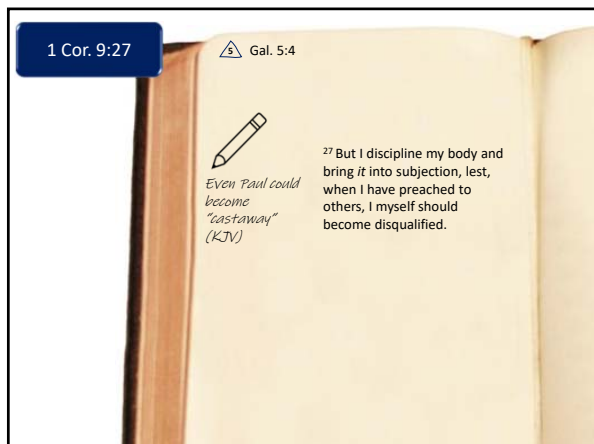 1 Cor. 9:27
5 Gal. 5:4
Even Paul could
become
"castaway"
(KJV)
27 But I discipline my body and
bring it into subjection, lest,
when I have preached to
others, I myself should
become disqualified.